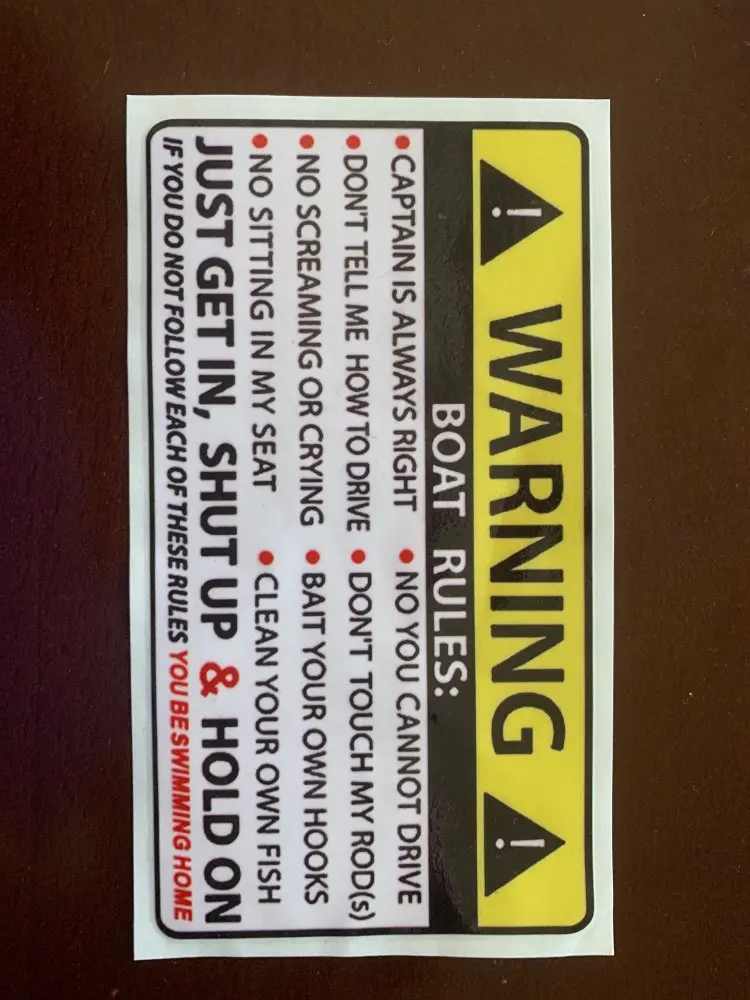 ! WARNING !
BOAT RULES:
• CAPTAIN IS ALWAYS RIGHT • NO YOU CANNOT DRIVE
• DON'T TELL ME HOW TO DRIVE • DON'T TOUCH MY ROD(s)
• NO SCREAMING OR CRYING • BAIT YOUR OWN HOOKS
• NO SITTING IN MY SEAT • CLEAN YOUR OWN FISH
JUST GET IN, SHUT UP & HOLD ON
IF YOU DO NOT FOLLOW EACH OF THESE RULES YOU BE SWIMMING HOME